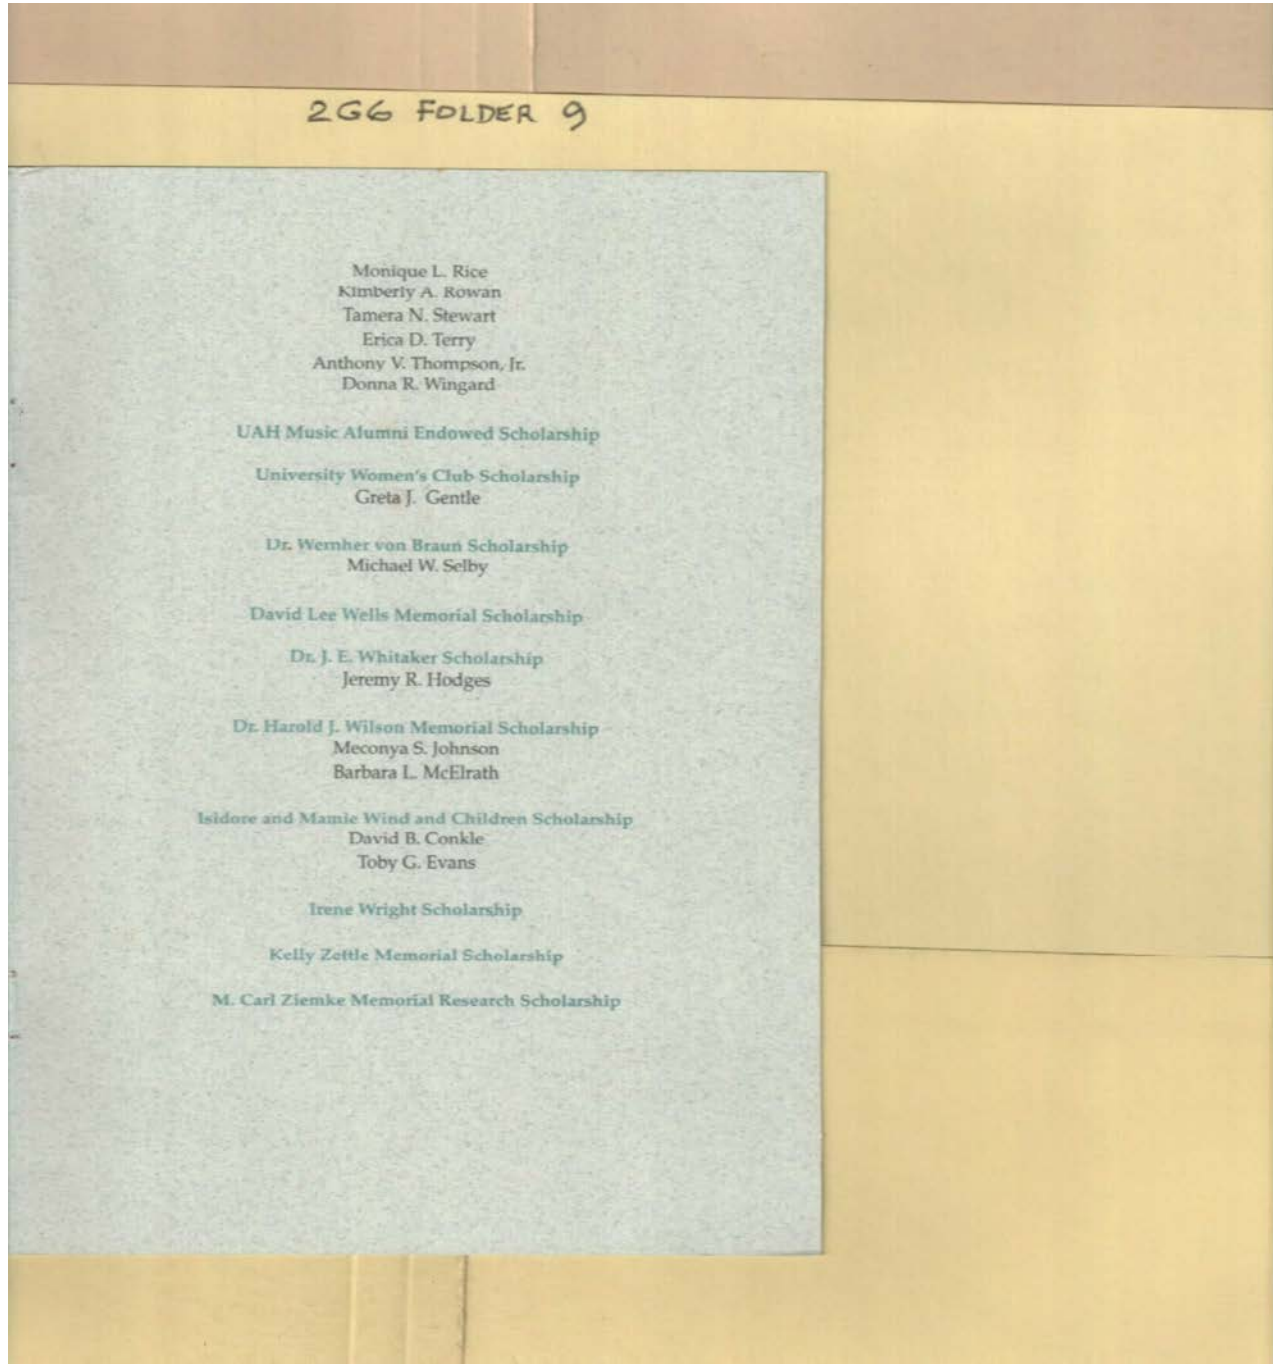 2G6 FOLDER 9
Monique L. Rice
Kimberly A. Rowan
Tamera N. Stewart
Erica D. Terry
Anthony V. Thompson, Jr.
Donna R. Wingard
UAH Music Alumni Endowed Scholarship
University Women's Club Scholarship
Greta J. Gentle
Dr. Wernher von Braun Scholarship
Michael W. Selby
David Lee Wells Memorial Scholarship
Dr. J. E. Whitaker Scholarship
Jeremy R. Hodges
Dr. Harold J. Wilson Memorial Scholarship
Meconya S. Johnson
Barbara L. McElrath
Isidore and Mamie Wind and Children Scholarship
David B. Conkle
Toby G. Evans
Irene Wright Scholarship
Kelly Zettle Memorial Scholarship
M. Carl Ziemke Memorial Research Scholarship